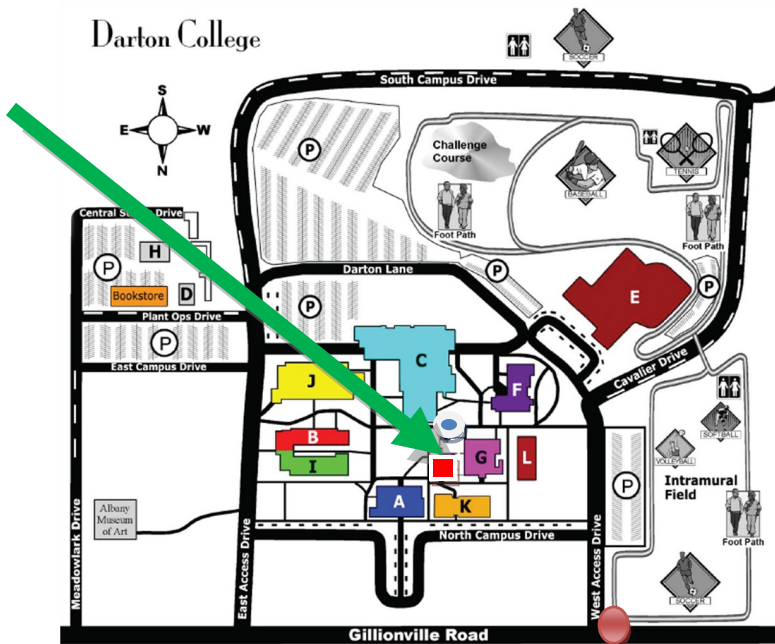 Darton College
SOCCER
South Campus Drive
S
E
W
N
P
Challenge
Course
TENNIS
BASEBALL
Foot Path
Foot Path
Central S Drive
H
P
Bookstore
D
Darton Lane
P
P
P
E
Plant Ops Drive
P
East Campus Drive
C
J
F
Cavalier Drive
B
I
G
L
SOFTBALL
VOLLEYBALL
P
Intramural
Field
A
K
Albany
Museum
of Art
Foot Path
North Campus Drive
Meadowlark Drive
East Access Drive
West Access Drive
SOCCER
Gillionville Road